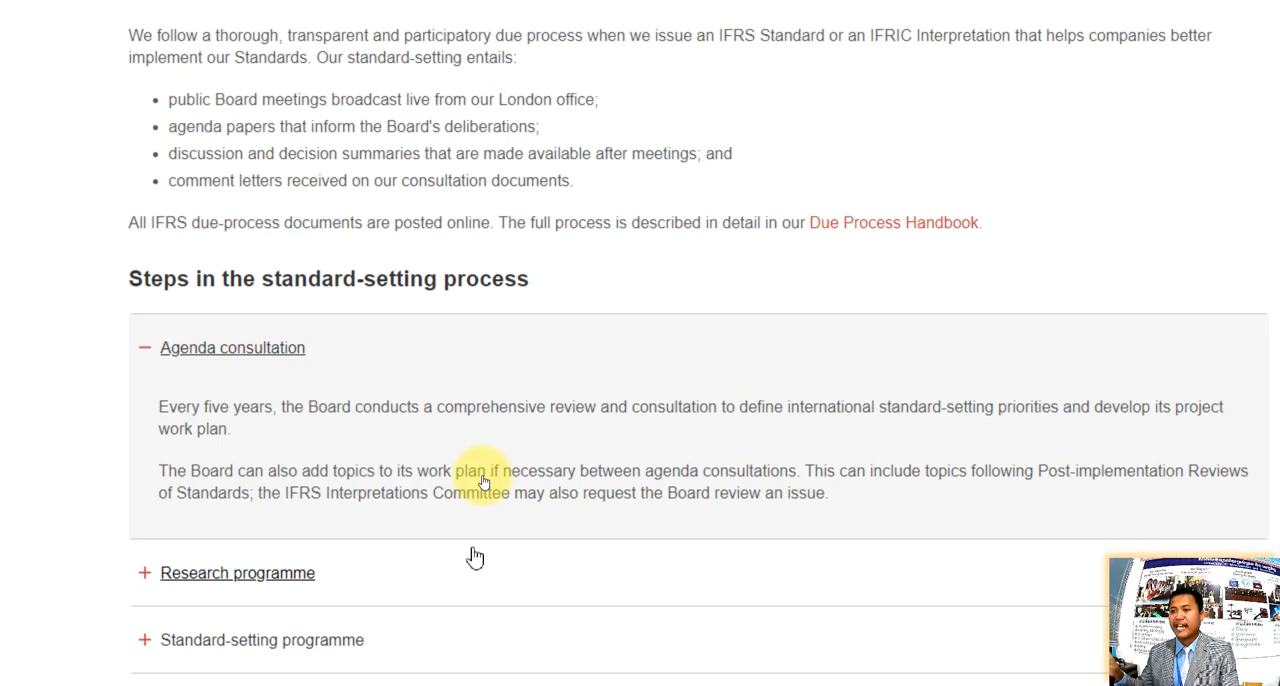 We follow a thorough, transparent and participatory due process when we issue an IFRS Standard or an IFRIC Interpretation that helps companies better
implement our Standards. Our standard-setting entails:
• public Board meetings broadcast live from our London office;
• agenda papers that inform the Board's deliberations;
• discussion and decision summaries that are made available after meetings; and
• comment letters received on our consultation documents.
All IFRS due-process documents are posted online. The full process is described in detail in our Due Process Handbook.
Steps in the standard-setting process
− Agenda consultation
Every five years, the Board conducts a comprehensive review and consultation to define international standard-setting priorities and develop its project
work plan.
The Board can also add topics to its work plan if necessary between agenda consultations. This can include topics following Post-implementation Reviews
of Standards; the IFRS Interpretations Committee may also request the Board review an issue.
+ Research programme
+ Standard-setting programme